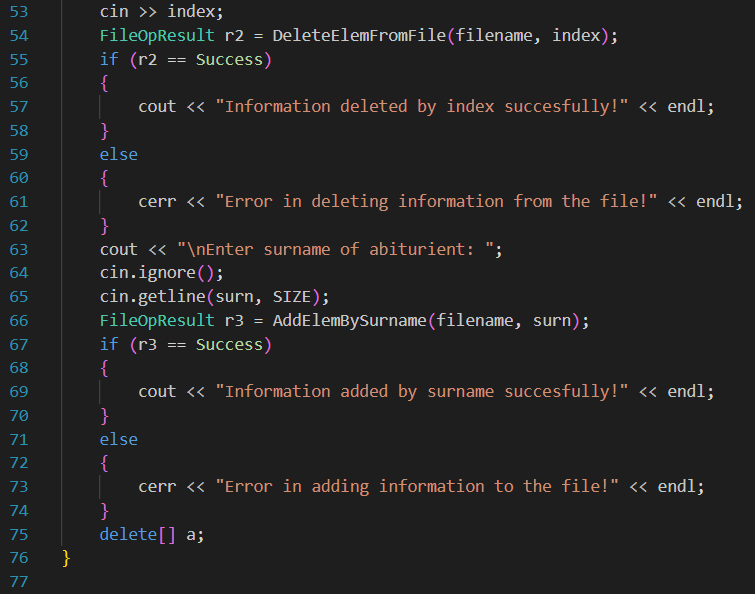 53 cin >> index;
54 FileOpResult r2 = DeleteElemFromFile(filename, index);
55 if (r2 == Success)
56 {
57 cout << "Information deleted by index succesfully!" << endl;
58 }
59 else
60 {
61 cerr << "Error in deleting information from the file!" << endl;
62 }
63 cout << "\nEnter surname of abiturient: ";
64 cin.ignore();
65 cin.getline(surn, SIZE);
66 FileOpResult r3 = AddElemBySurname(filename, surn);
67 if (r3 == Success)
68 {
69 cout << "Information added by surname succesfully!" << endl;
70 }
71 else
72 {
73 cerr << "Error in adding information to the file!" << endl;
74 }
75 delete[] a;
76 }
77